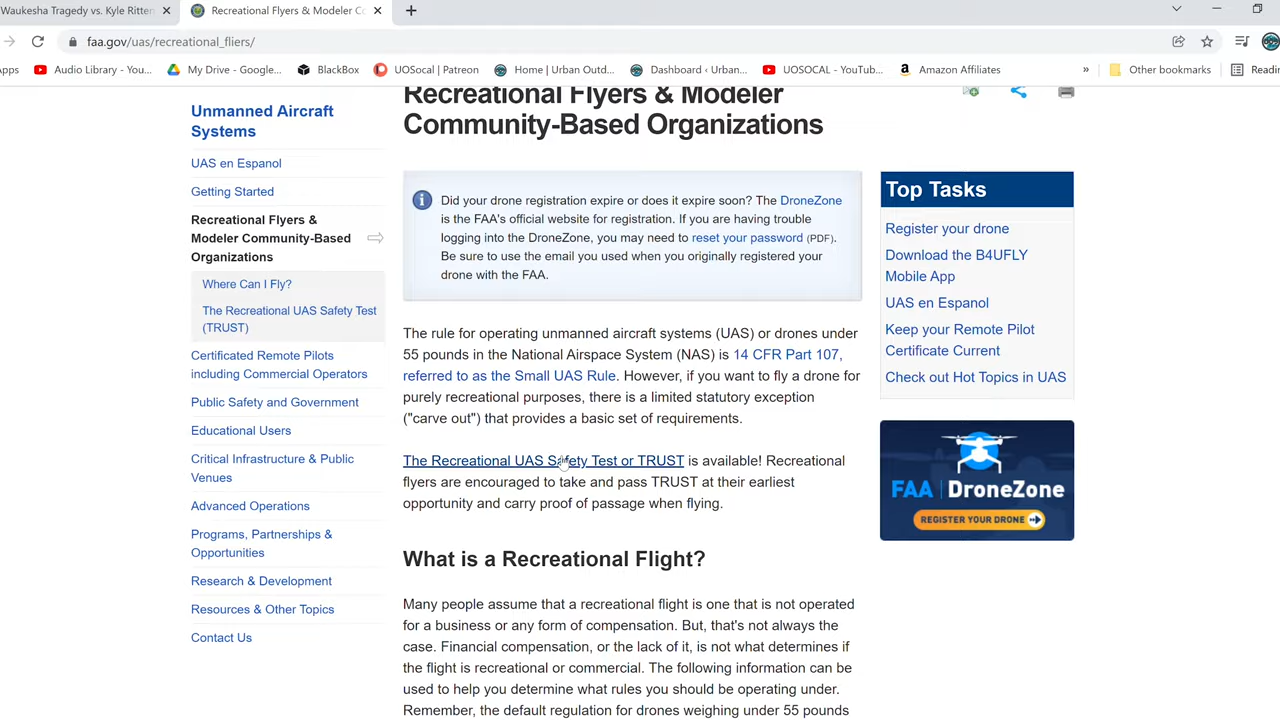 Waukesha Tragedy vs. Kyle Ritten
Recreational Flyers & Modeler Co
faa.gov/uas/recreational_fliers/
Apps
Audio Library - You...
My Drive - Google...
BlackBox
UOSocal | Patreon
Home | Urban Outd...
Dashboard ‹ Urban...
UOSOCAL - YouTub...
Amazon Affiliates
»
Other bookmarks
Readin
Unmanned Aircraft
Systems
UAS en Espanol
Getting Started
Recreational Flyers &
Modeler Community-Based
Organizations
Where Can I Fly?
The Recreational UAS Safety Test
(TRUST)
Certificated Remote Pilots
including Commercial Operators
Public Safety and Government
Educational Users
Critical Infrastructure & Public
Venues
Advanced Operations
Programs, Partnerships &
Opportunities
Research & Development
Resources & Other Topics
Contact Us
Recreational Flyers & Modeler
Community-Based Organizations
Did your drone registration expire or does it expire soon? The DroneZone
is the FAA's official website for registration. If you are having trouble
logging into the DroneZone, you may need to reset your password (PDF).
Be sure to use the email you used when you originally registered your
drone with the FAA.
The rule for operating unmanned aircraft systems (UAS) or drones under
55 pounds in the National Airspace System (NAS) is 14 CFR Part 107,
referred to as the Small UAS Rule. However, if you want to fly a drone for
purely recreational purposes, there is a limited statutory exception
("carve out") that provides a basic set of requirements.
The Recreational UAS Safety Test or TRUST is available! Recreational
flyers are encouraged to take and pass TRUST at their earliest
opportunity and carry proof of passage when flying.
What is a Recreational Flight?
Many people assume that a recreational flight is one that is not operated
for a business or any form of compensation. But, that's not always the
case. Financial compensation, or the lack of it, is not what determines if
the flight is recreational or commercial. The following information can be
used to help you determine what rules you should be operating under.
Remember, the default regulation for drones weighing under 55 pounds
Top Tasks
Register your drone
Download the B4UFLY
Mobile App
UAS en Espanol
Keep your Remote Pilot
Certificate Current
Check out Hot Topics in UAS
FAA | DroneZone
REGISTER YOUR DRONE